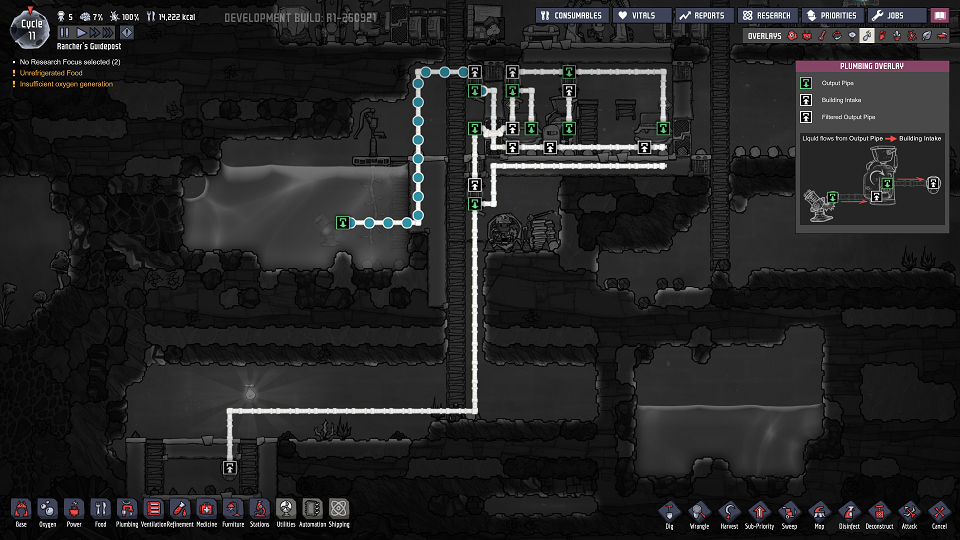 Cycle
11
5 7% 100% 14,222 kcal
DEVELOPMENT BUILD: R1-260921
Rancher's Guidepost
No Research Focus selected (2)
! Unrefrigerated Food
! Insufficient oxygen generation
CONSUMABLES
VITALS
REPORTS
RESEARCH
PRIORITIES
JOBS
OVERLAYS
PLUMBING OVERLAY
Output Pipe
Building Intake
Filtered Output Pipe
Liquid flows from Output Pipe Building Intake
Base
Oxygen
Power
Food
Plumbing
Ventilation
Refinement
Medicine
Furniture
Stations
Utilities
Automation
Shipping
Dig
Wrangle
Harvest
Sub-Priority
Sweep
Mop
Disinfect
Deconstruct
Attack
Cancel